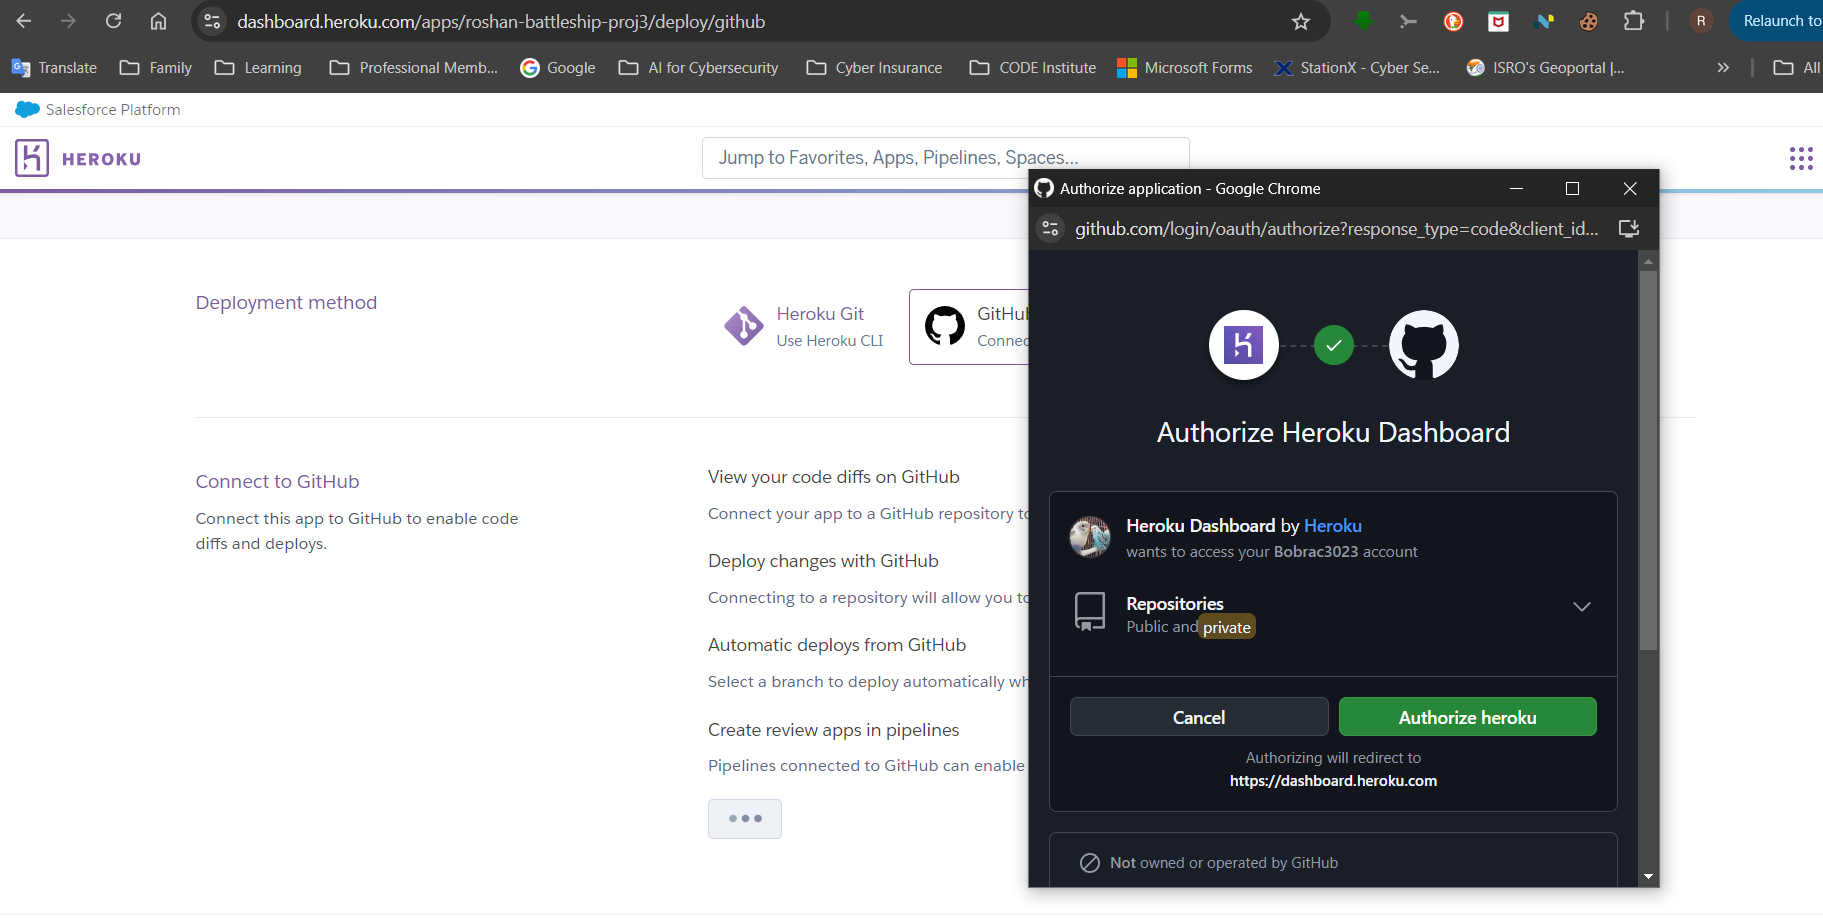 dashboard.heroku.com/apps/roshan-battleship-proj3/deploy/github
R
Relaunch to
Translate
Family
Learning
Professional Memb...
Google
AI for Cybersecurity
Cyber Insurance
CODE Institute
Microsoft Forms
StationX - Cyber Se...
ISRO's Geoportal |...
All
Salesforce Platform
HEROKU
Jump to Favorites, Apps, Pipelines, Spaces...
Deployment method
Heroku Git
Use Heroku CLI
GitHu
Connec
Connect to GitHub
Connect this app to GitHub to enable code
diffs and deploys.
View your code diffs on GitHub
Connect your app to a GitHub repository to
Deploy changes with GitHub
Connecting to a repository will allow you to
Automatic deploys from GitHub
Select a branch to deploy automatically wh
Create review apps in pipelines
Pipelines connected to GitHub can enable
Authorize application - Google Chrome
github.com/login/oauth/authorize?response_type=code&client_id...
Authorize Heroku Dashboard
Heroku Dashboard by Heroku
wants to access your Bobrac3023 account
Repositories
Public and private
Cancel
Authorize heroku
Authorizing will redirect to
https://dashboard.heroku.com
Not owned or operated by GitHub